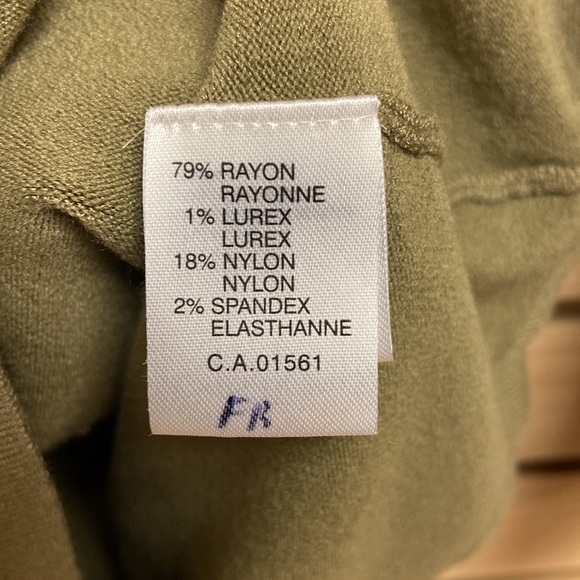 79% RAYON
RAYONNE
1% LUREX
LUREX
18% NYLON
NYLON
2% SPANDEX
ELASTHANNE
C.A.01561
FR